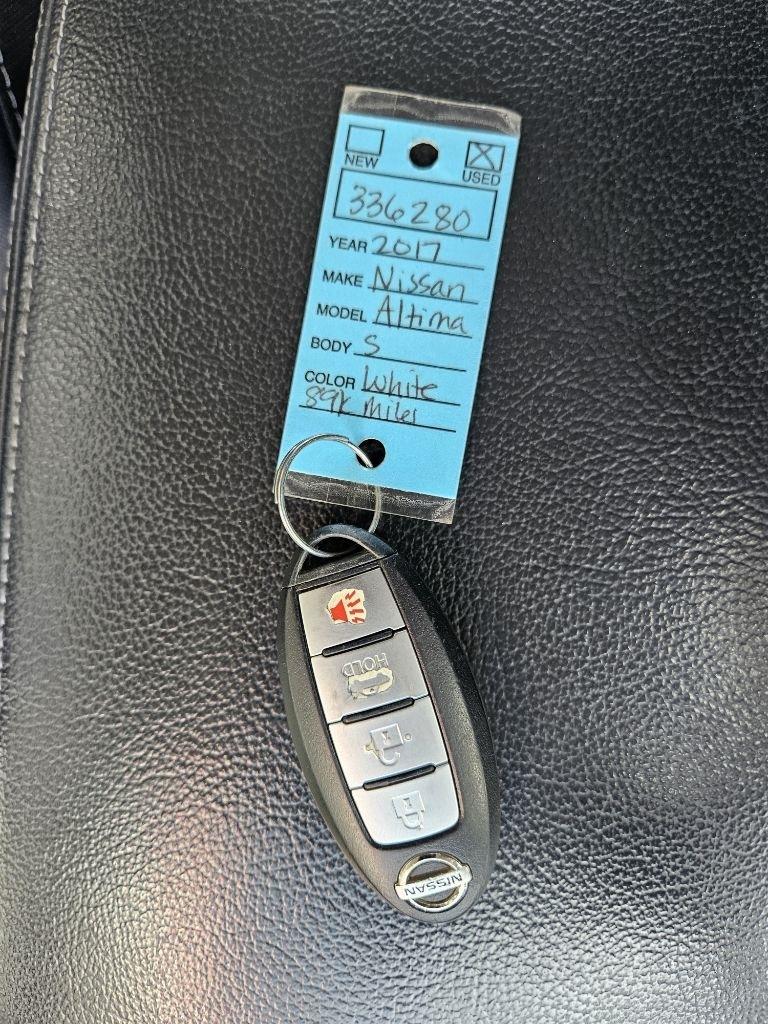 NEW USED
336280
YEAR 2017
MAKE Nissan
MODEL Altima
BODY S
COLOR White
89k miles
HOLD
NISSAN